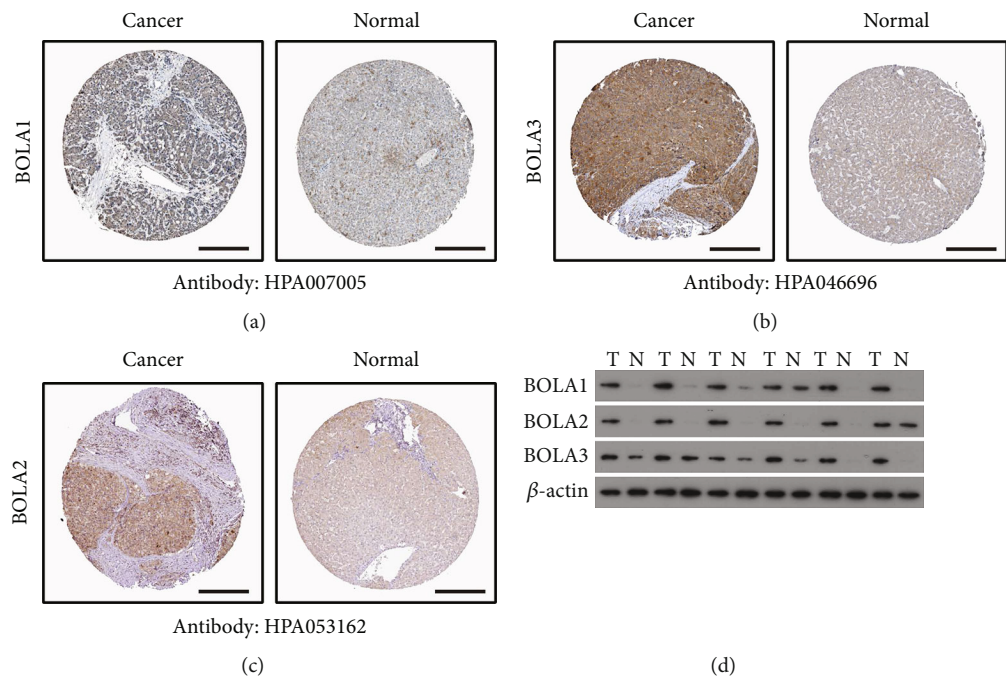 Cancer Normal
BOLA1
Antibody: HPA007005
(a)
Cancer Normal
BOLA3
Antibody: HPA046696
(b)
Cancer Normal
BOLA2
Antibody: HPA053162
(c)
T N T N T N T N T N T N
BOLA1
BOLA2
BOLA3
β-actin
(d)